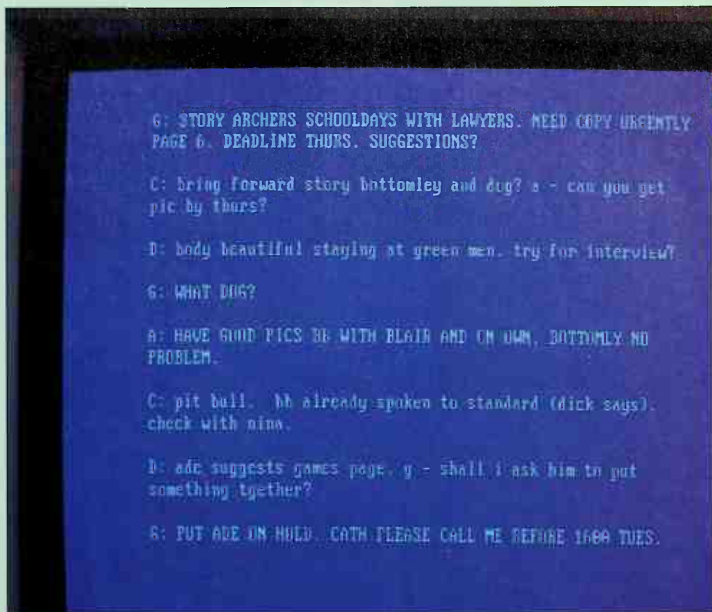 G: STORY ARCHERS SCHOOLDAYS WITH LAWYERS. NEED COPY URGENTLY
PAGE 6. DEADLINE THURS. SUGGESTIONS?
C: bring forward story bottomley and dog? a - can you get
pic by thurs?
D: body beautiful staying at green men. try for interview?
G: WHAT DOG?
A: HAVE GOOD PICS BB WITH BLAIR AND ON OWN. BOTTOMLY NO
PROBLEM.
C: pit bull. bb already spoken to standard (dick says).
check with nina.
D: ade suggests games page. g - shall i ask him to put
something tgether?
G: PUT ADE ON HOLD. CATH PLEASE CALL ME BEFORE 1600 TUES.